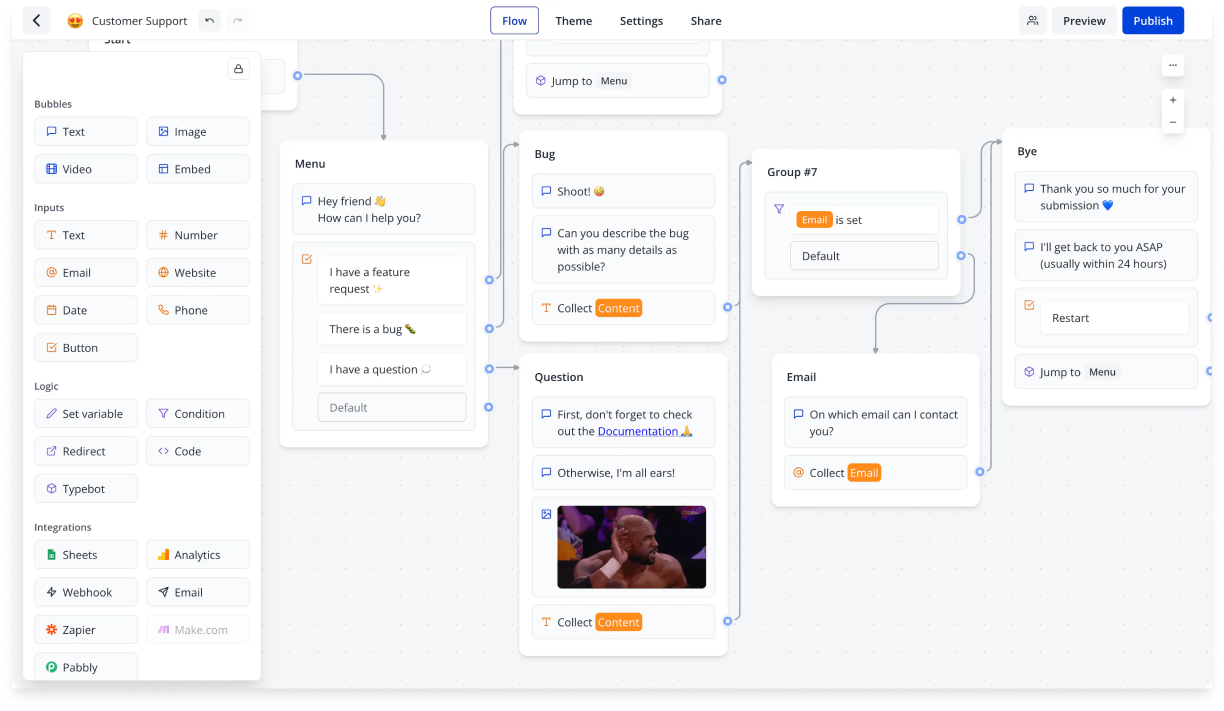 Customer Support
Flow
Theme
Settings
Share
Preview
Publish
Start
Bubbles
Text
Image
Video
Embed
Inputs
Text
Number
Email
Website
Date
Phone
Button
Logic
Set variable
Condition
Redirect
Code
Typebot
Integrations
Sheets
Analytics
Webhook
Email
Zapier
Make.com
Pabbly
Menu
Hey friend 👋
How can I help you?
I have a feature
request ✨
There is a bug 🐛
I have a question 💭
Default
Jump to Menu
Bug
Shoot! 🤪
Can you describe the bug
with as many details as
possible?
Collect Content
Question
First, don't forget to check
out the Documentation 🙏
Otherwise, I'm all ears!
Collect Content
Group #7
Email is set
Default
Email
On which email can I contact
you?
Collect Email
Bye
Thank you so much for your
submission 💙
I'll get back to you ASAP
(usually within 24 hours)
Restart
Jump to Menu